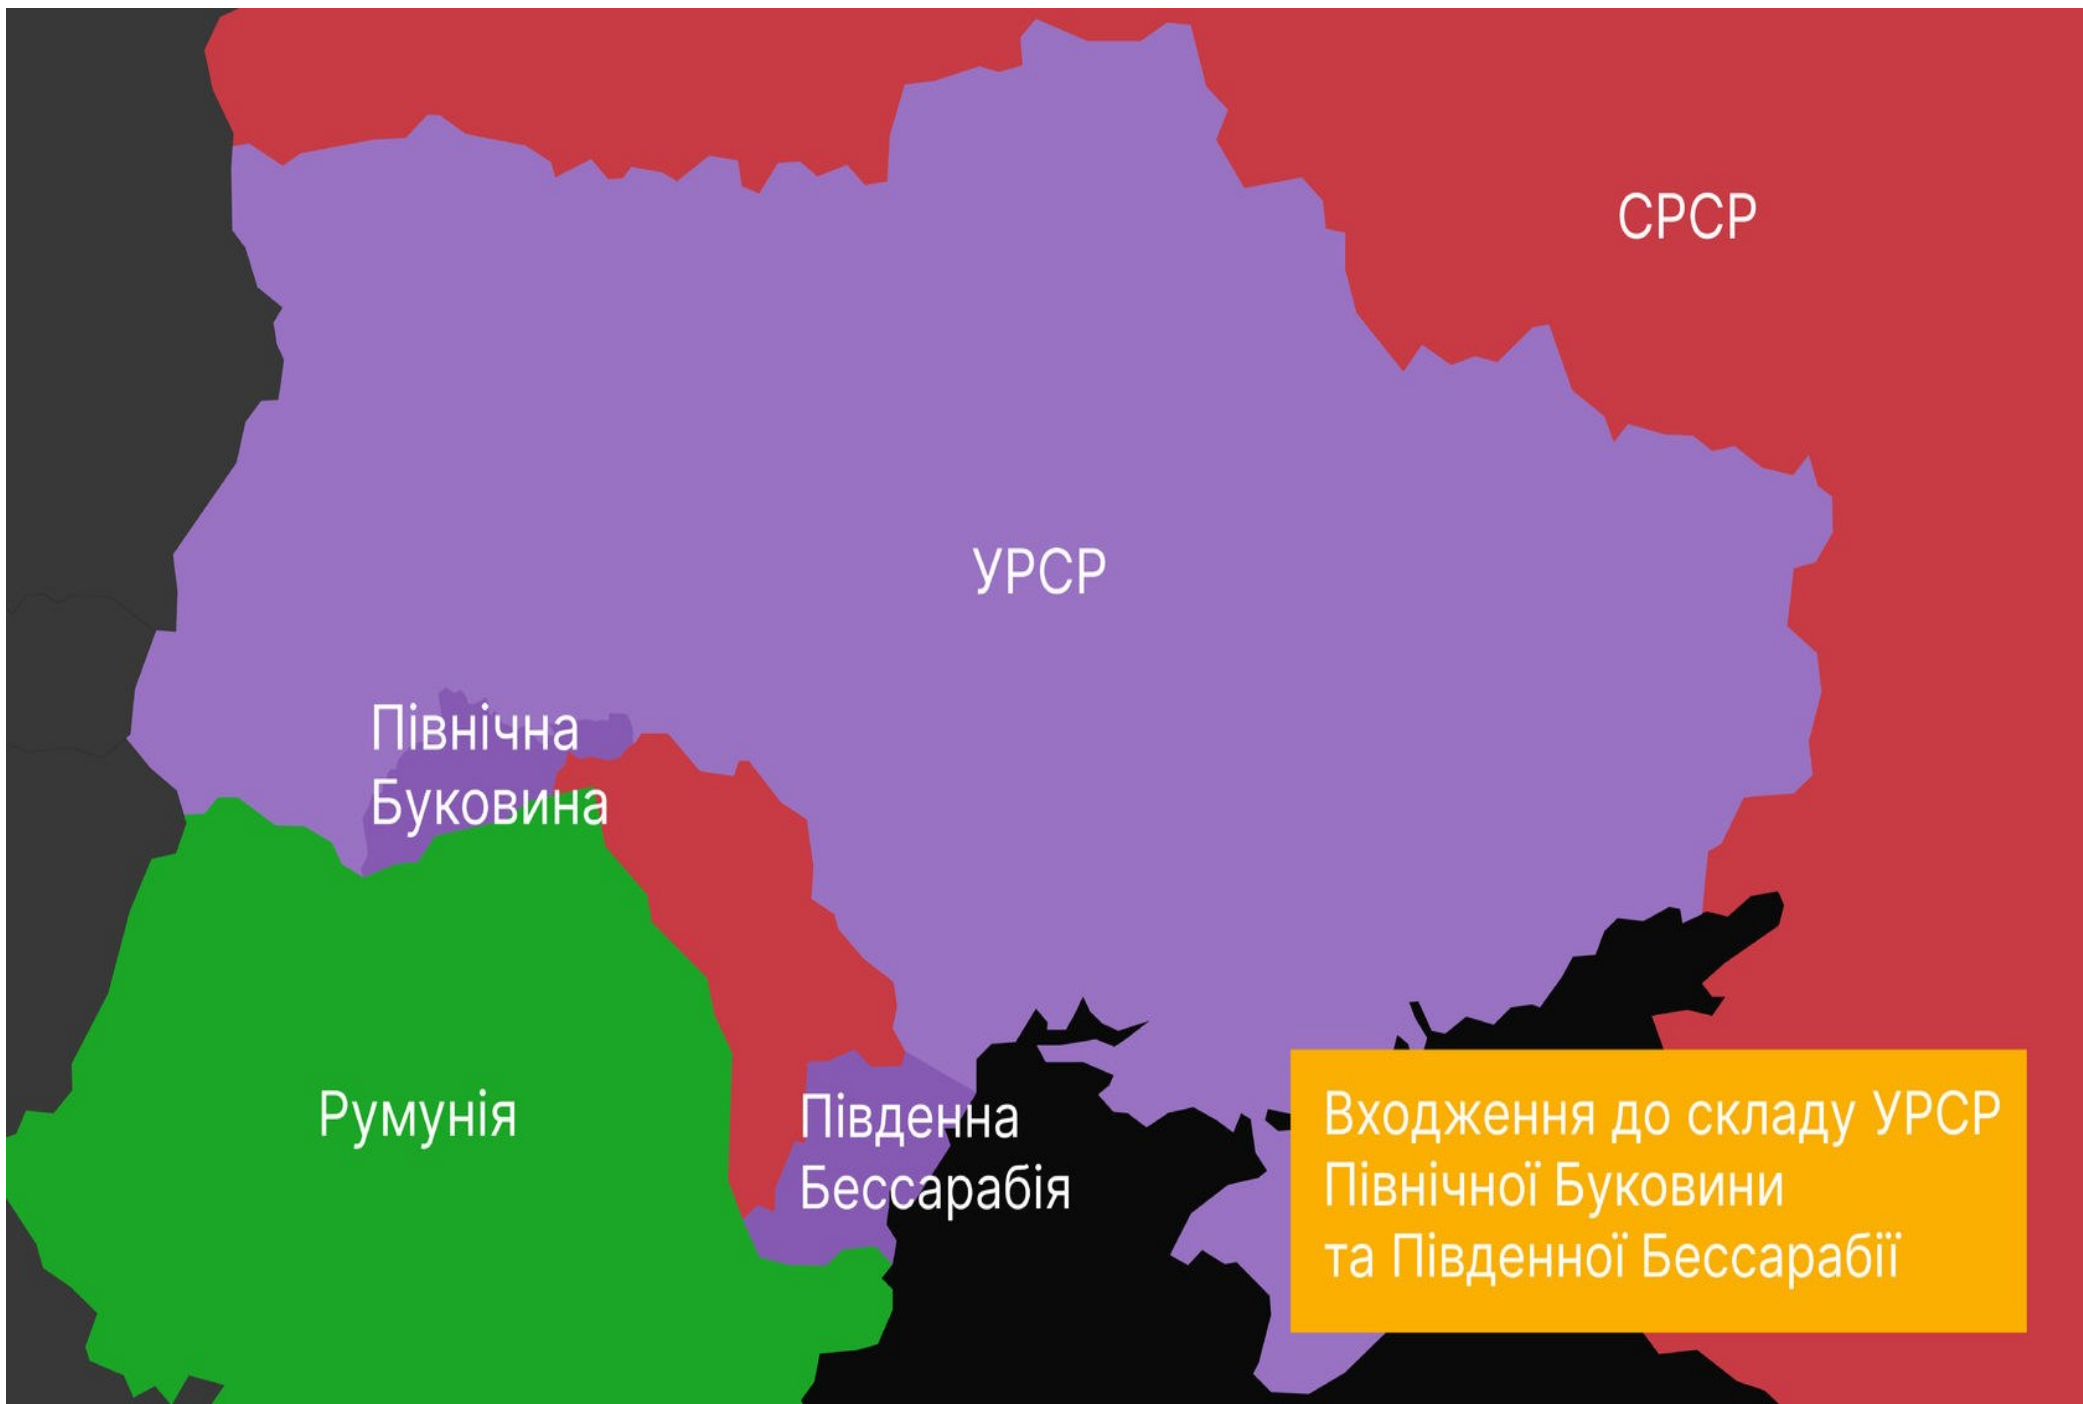 СРСР
УРСР
Північна
Буковина
Румунія
Південна
Бессарабія
Входження до складу УРСР
Північної Буковини
та Південної Бессарабії